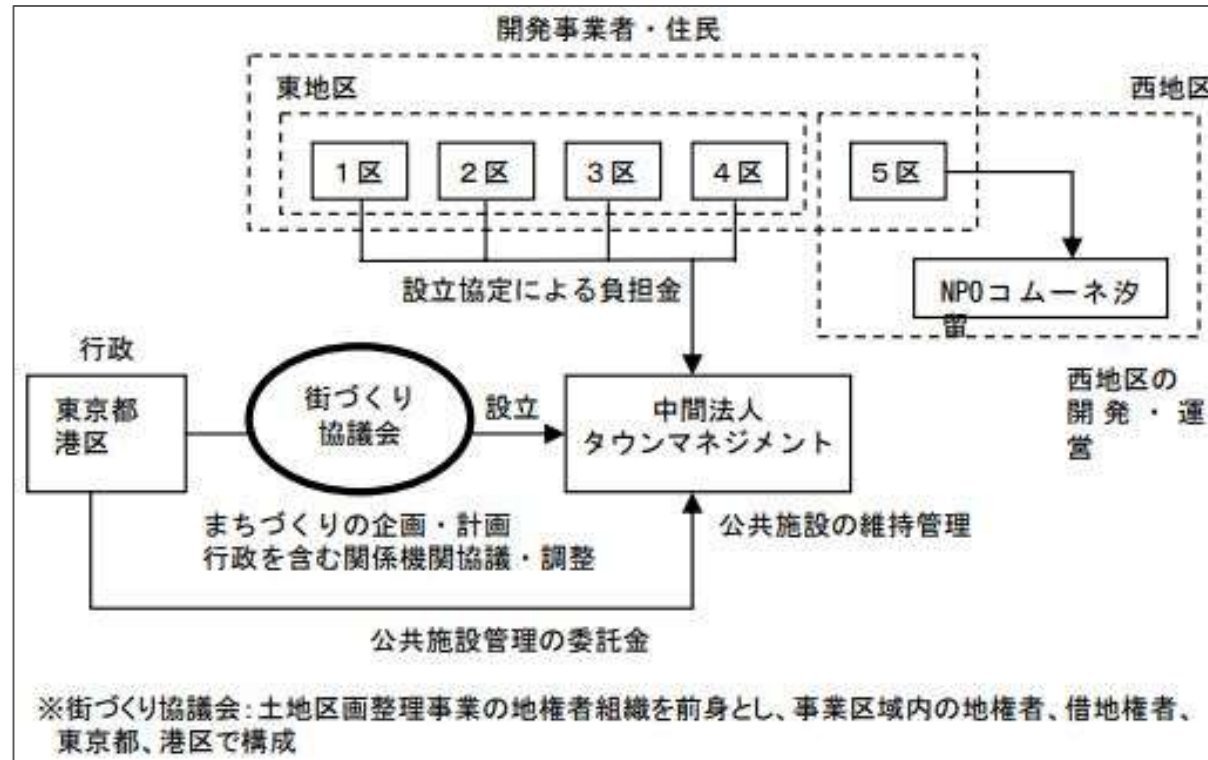 開発事業者・住民
東地区
西地区
1区
2区
3区
4区
5区
設立協定による負担金
NPOコムーネ汐
留
行政
東京都
港区
街づくり
協議会
設立
中間法人
タウンマネジメント
西地区の
開発・運
営
まちづくりの企画・計画
行政を含む関係機関協議・調整
公共施設の維持管理
公共施設管理の委託金
※街づくり協議会:土地区画整理事業の地権者組織を前身とし、事業区域内の地権者、借地権者、
東京都、港区で構成